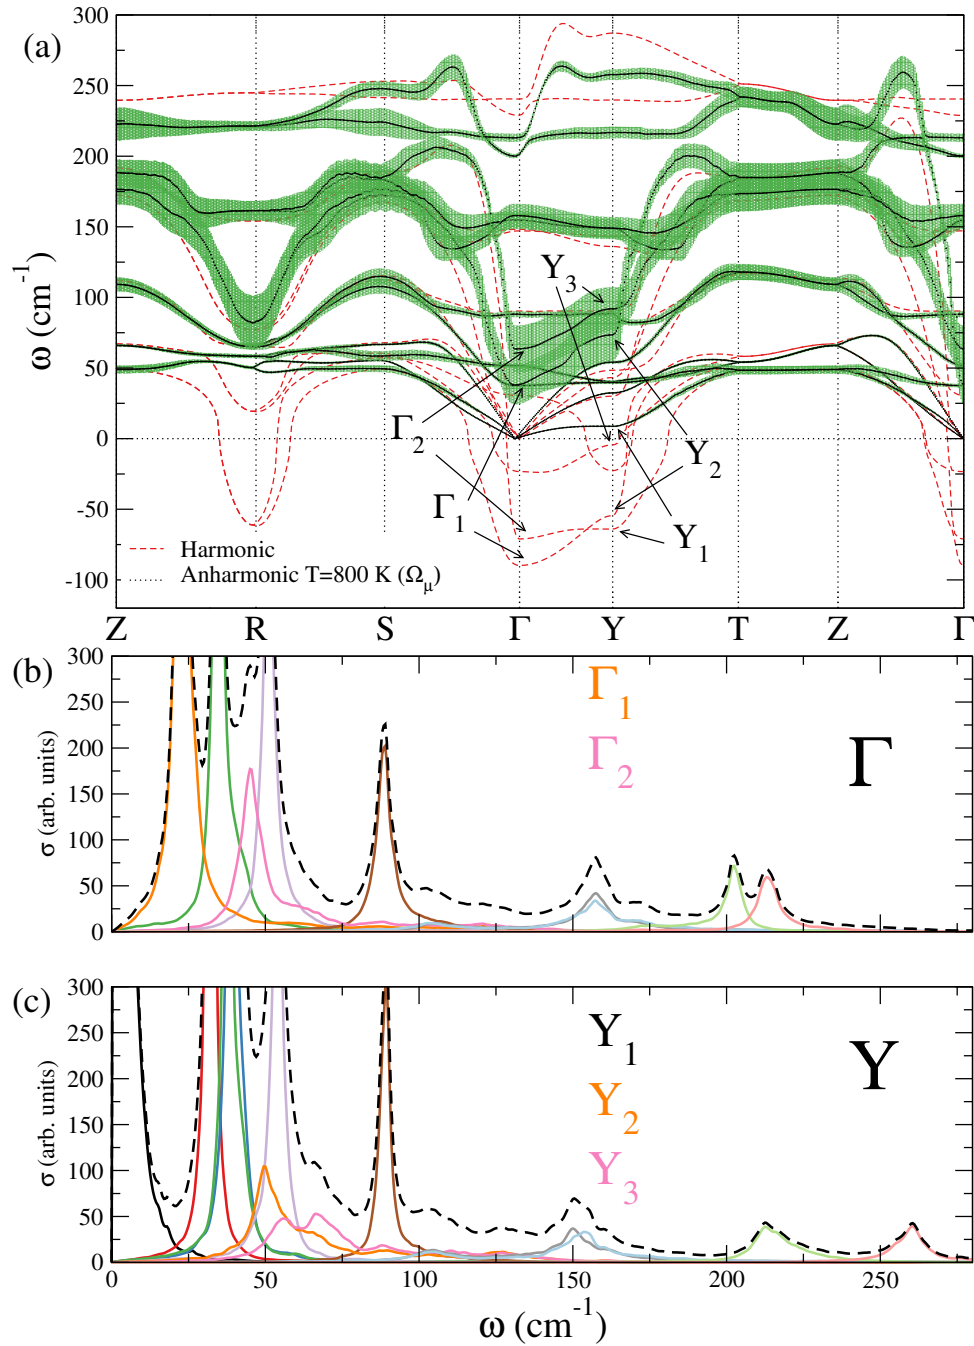 (a)
300
250
200
150
100
50
0
-50
-100
ω (cm-1)
Y3
Γ2
Γ1
Y2
Y1
Harmonic
Anharmonic T=800 K (Ωμ)
Z R S Γ Y T Z Γ
(b)
300
250
200
150
100
50
0
σ (arb. units)
Γ1
Γ2
Γ
(c)
300
250
200
150
100
50
0
σ (arb. units)
Y1
Y2
Y3
Y
0 50 100 150 200 250
ω (cm-1)